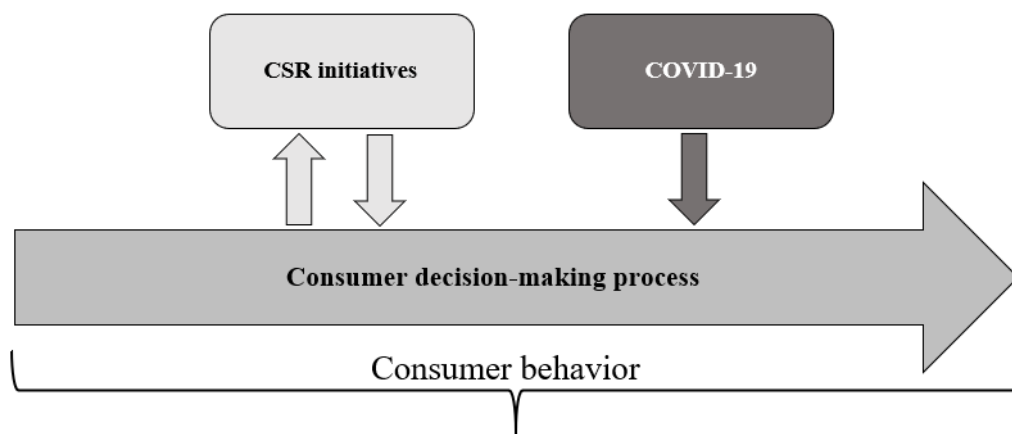 CSR initiatives
COVID-19
Consumer decision-making process
Consumer behavior